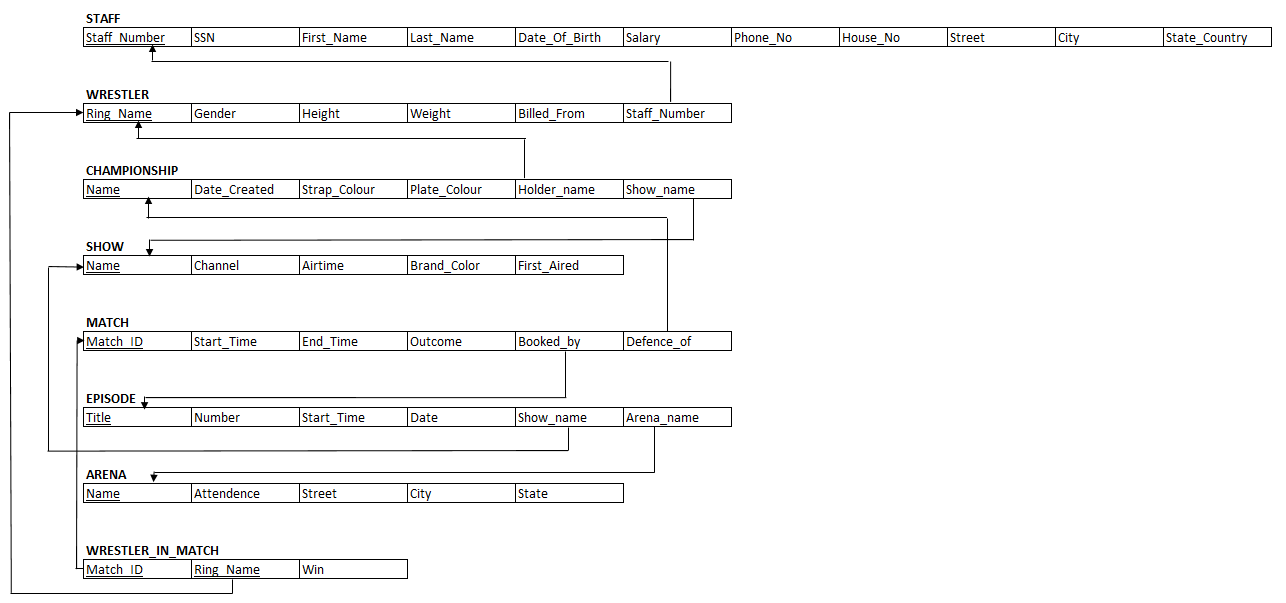 STAFF
Staff_Number SSN First_Name Last_Name Date_Of_Birth Salary Phone_No House_No Street City State_Country
WRESTLER
Ring_Name Gender Height Weight Billed_From Staff_Number
CHAMPIONSHIP
Name Date_Created Strap_Colour Plate_Colour Holder_name Show_name
SHOW
Name Channel Airtime Brand_Color First_Aired
MATCH
Match_ID Start_Time End_Time Outcome Booked_by Defence_of
EPISODE
Title Number Start_Time Date Show_name Arena_name
ARENA
Name Attendence Street City State
WRESTLER_IN_MATCH
Match_ID Ring_Name Win